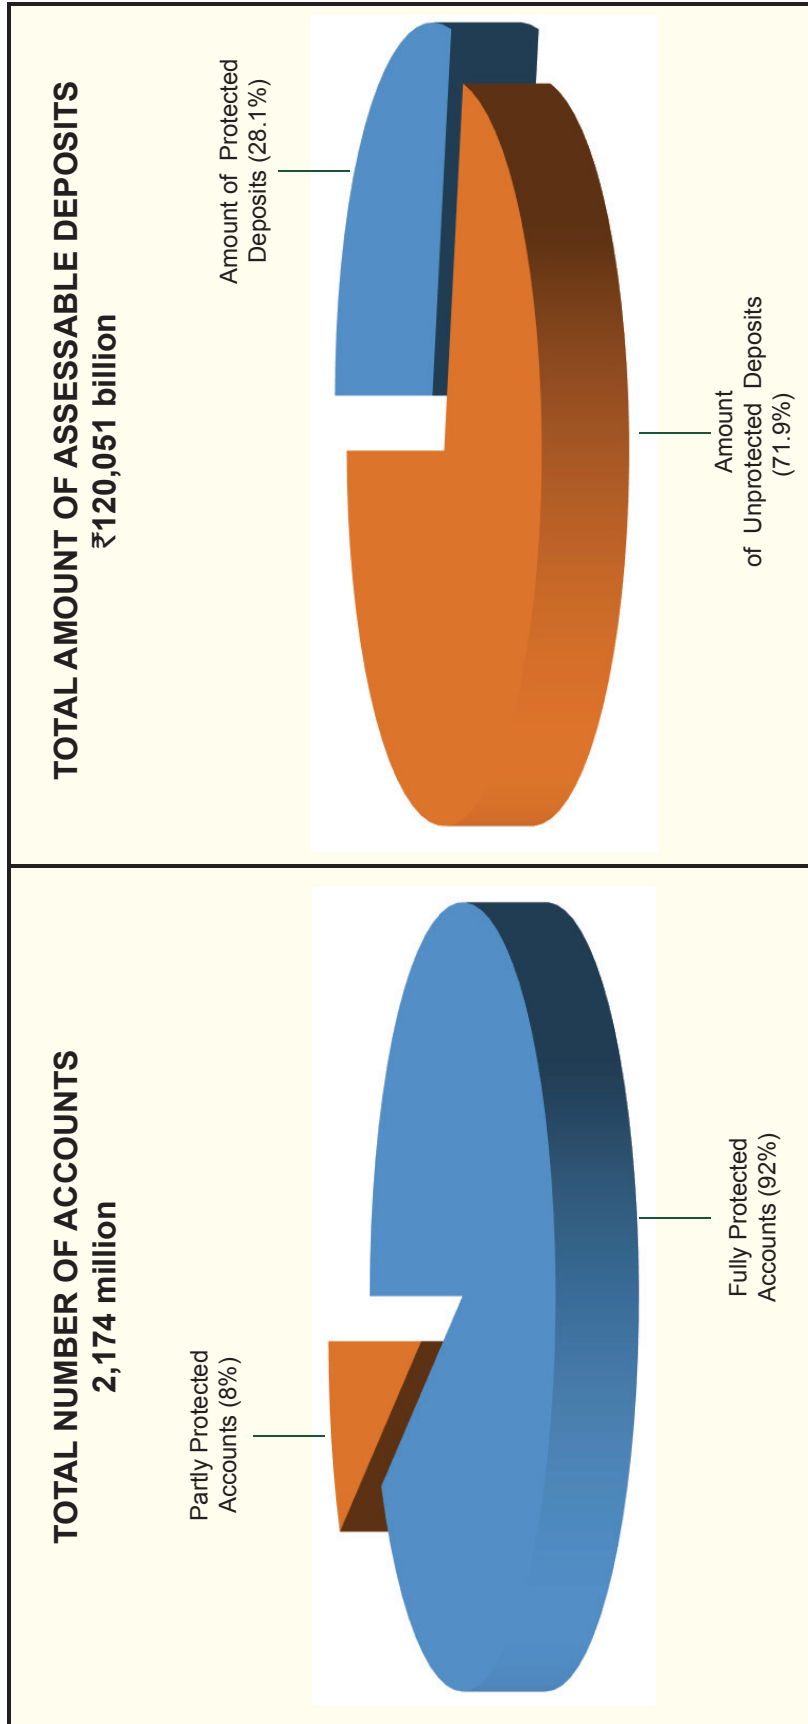 TOTAL NUMBER OF ACCOUNTS
2,174 million
Partly Protected
Accounts (8%)
Fully Protected
Accounts (92%)
TOTAL AMOUNT OF ASSESSABLE DEPOSITS
₹120,051 billion
Amount of Protected
Deposits (28.1%)
Amount
of Unprotected Deposits
(71.9%)